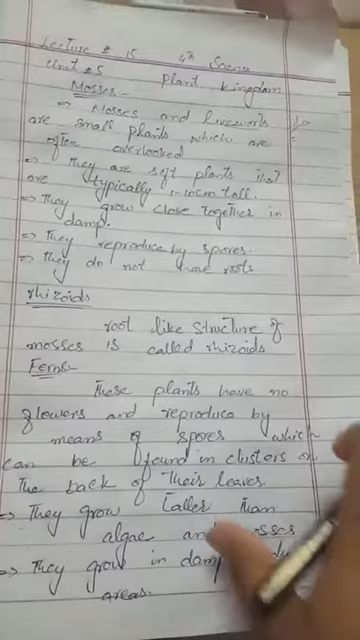 Lecture # 15 4th Science
Unit #5 Plant Kingdom
Mosses-
⇒ Mosses and liverworts
are small plants which are
often overlooked
⇒ They are soft plants that
are typically 1-10cm tall.
⇒ They grow close together in
damp.
⇒ They reproduce by spores.
⇒ They do not have roots
rhizoids
root like structure of
mosses is called rhizoids
Ferns-
These plants have no
flowers and reproduce by
means of spores which
can be found in clusters on
the back of their leaves.
⇒ They grow taller than
algae and mosses
⇒ They grow in damp
areas.